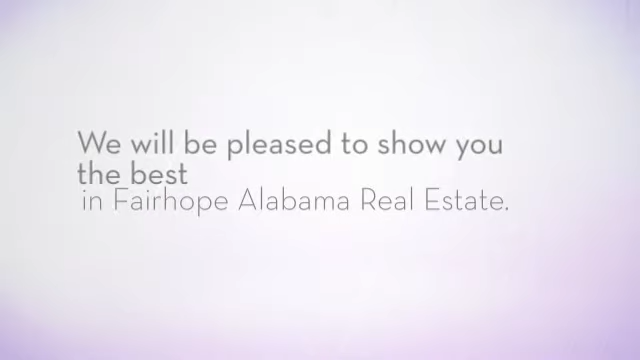 We will be pleased to show you
the best
in Fairhope Alabama Real Estate.